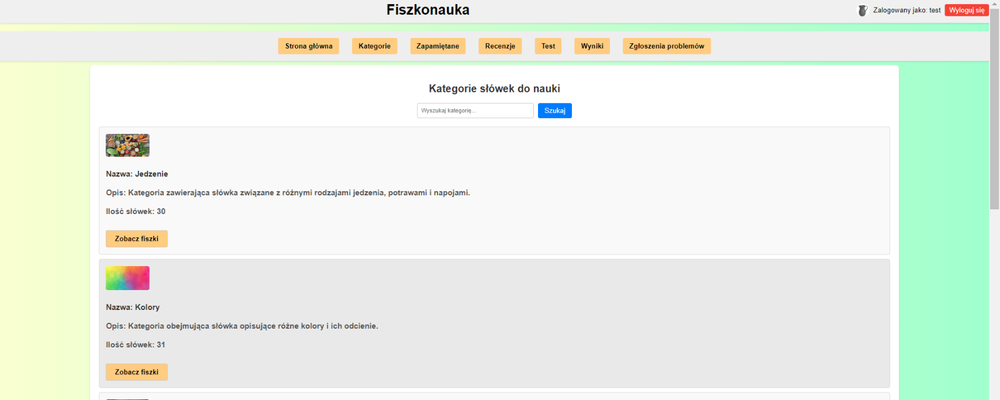 Fiszkonauka
Zalogowany jako: test
Wyloguj się
Strona główna
Kategorie
Zapamiętane
Recenzje
Test
Wyniki
Zgłoszenia problemów
Kategorie słówek do nauki
Wyszukaj kategorię...
Szukaj
Nazwa: Jedzenie
Opis: Kategoria zawierająca słówka związane z różnymi rodzajami jedzenia, potrawami i napojami.
Ilość słówek: 30
Zobacz fiszki
Nazwa: Kolory
Opis: Kategoria obejmująca słówka opisujące różne kolory i ich odcienie.
Ilość słówek: 31
Zobacz fiszki